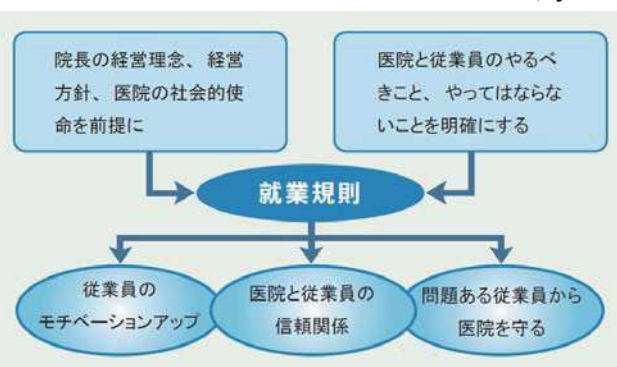 院長の経営理念、経営
方針、医院の社会的使
命を前提に
医院と従業員のやるべ
きこと、やってはならな
いことを明確にする
就業規則
従業員の
モチベーションアップ
医院と従業員の
信頼関係
問題ある従業員から
医院を守る